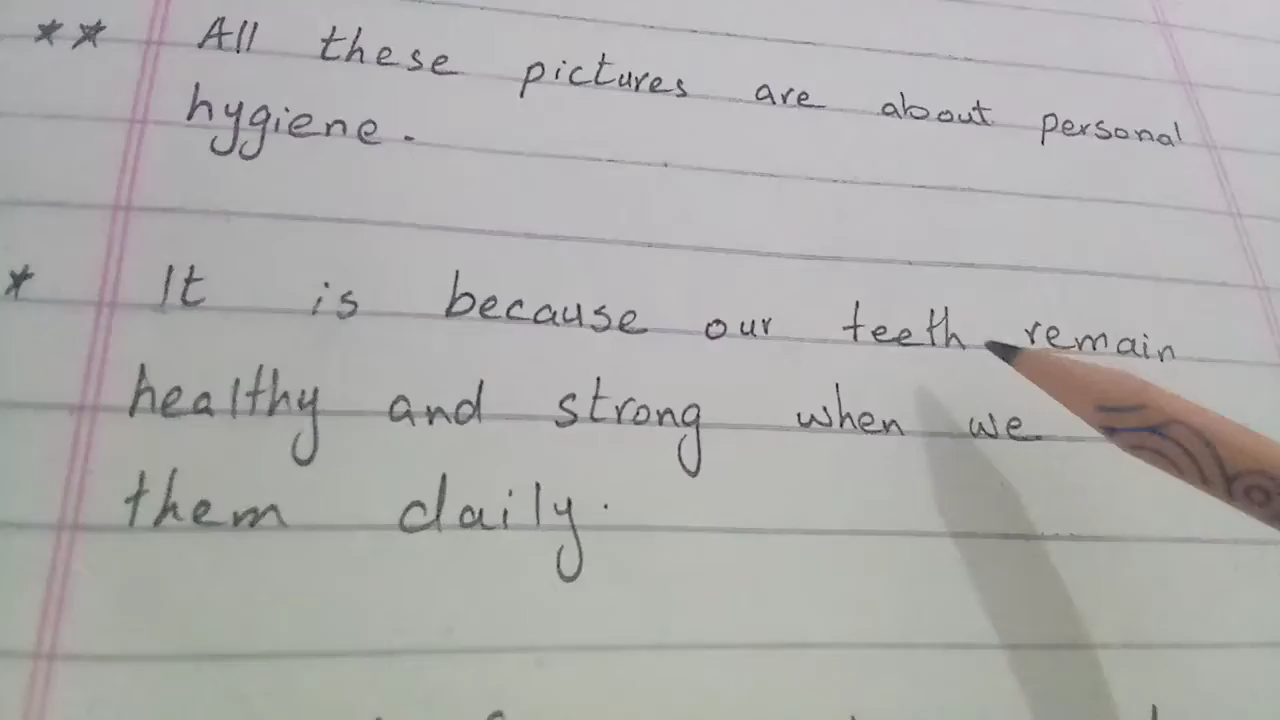 ** All these pictures are about personal
hygiene.
* It is because our teeth remain
healthy and strong when we
them daily.